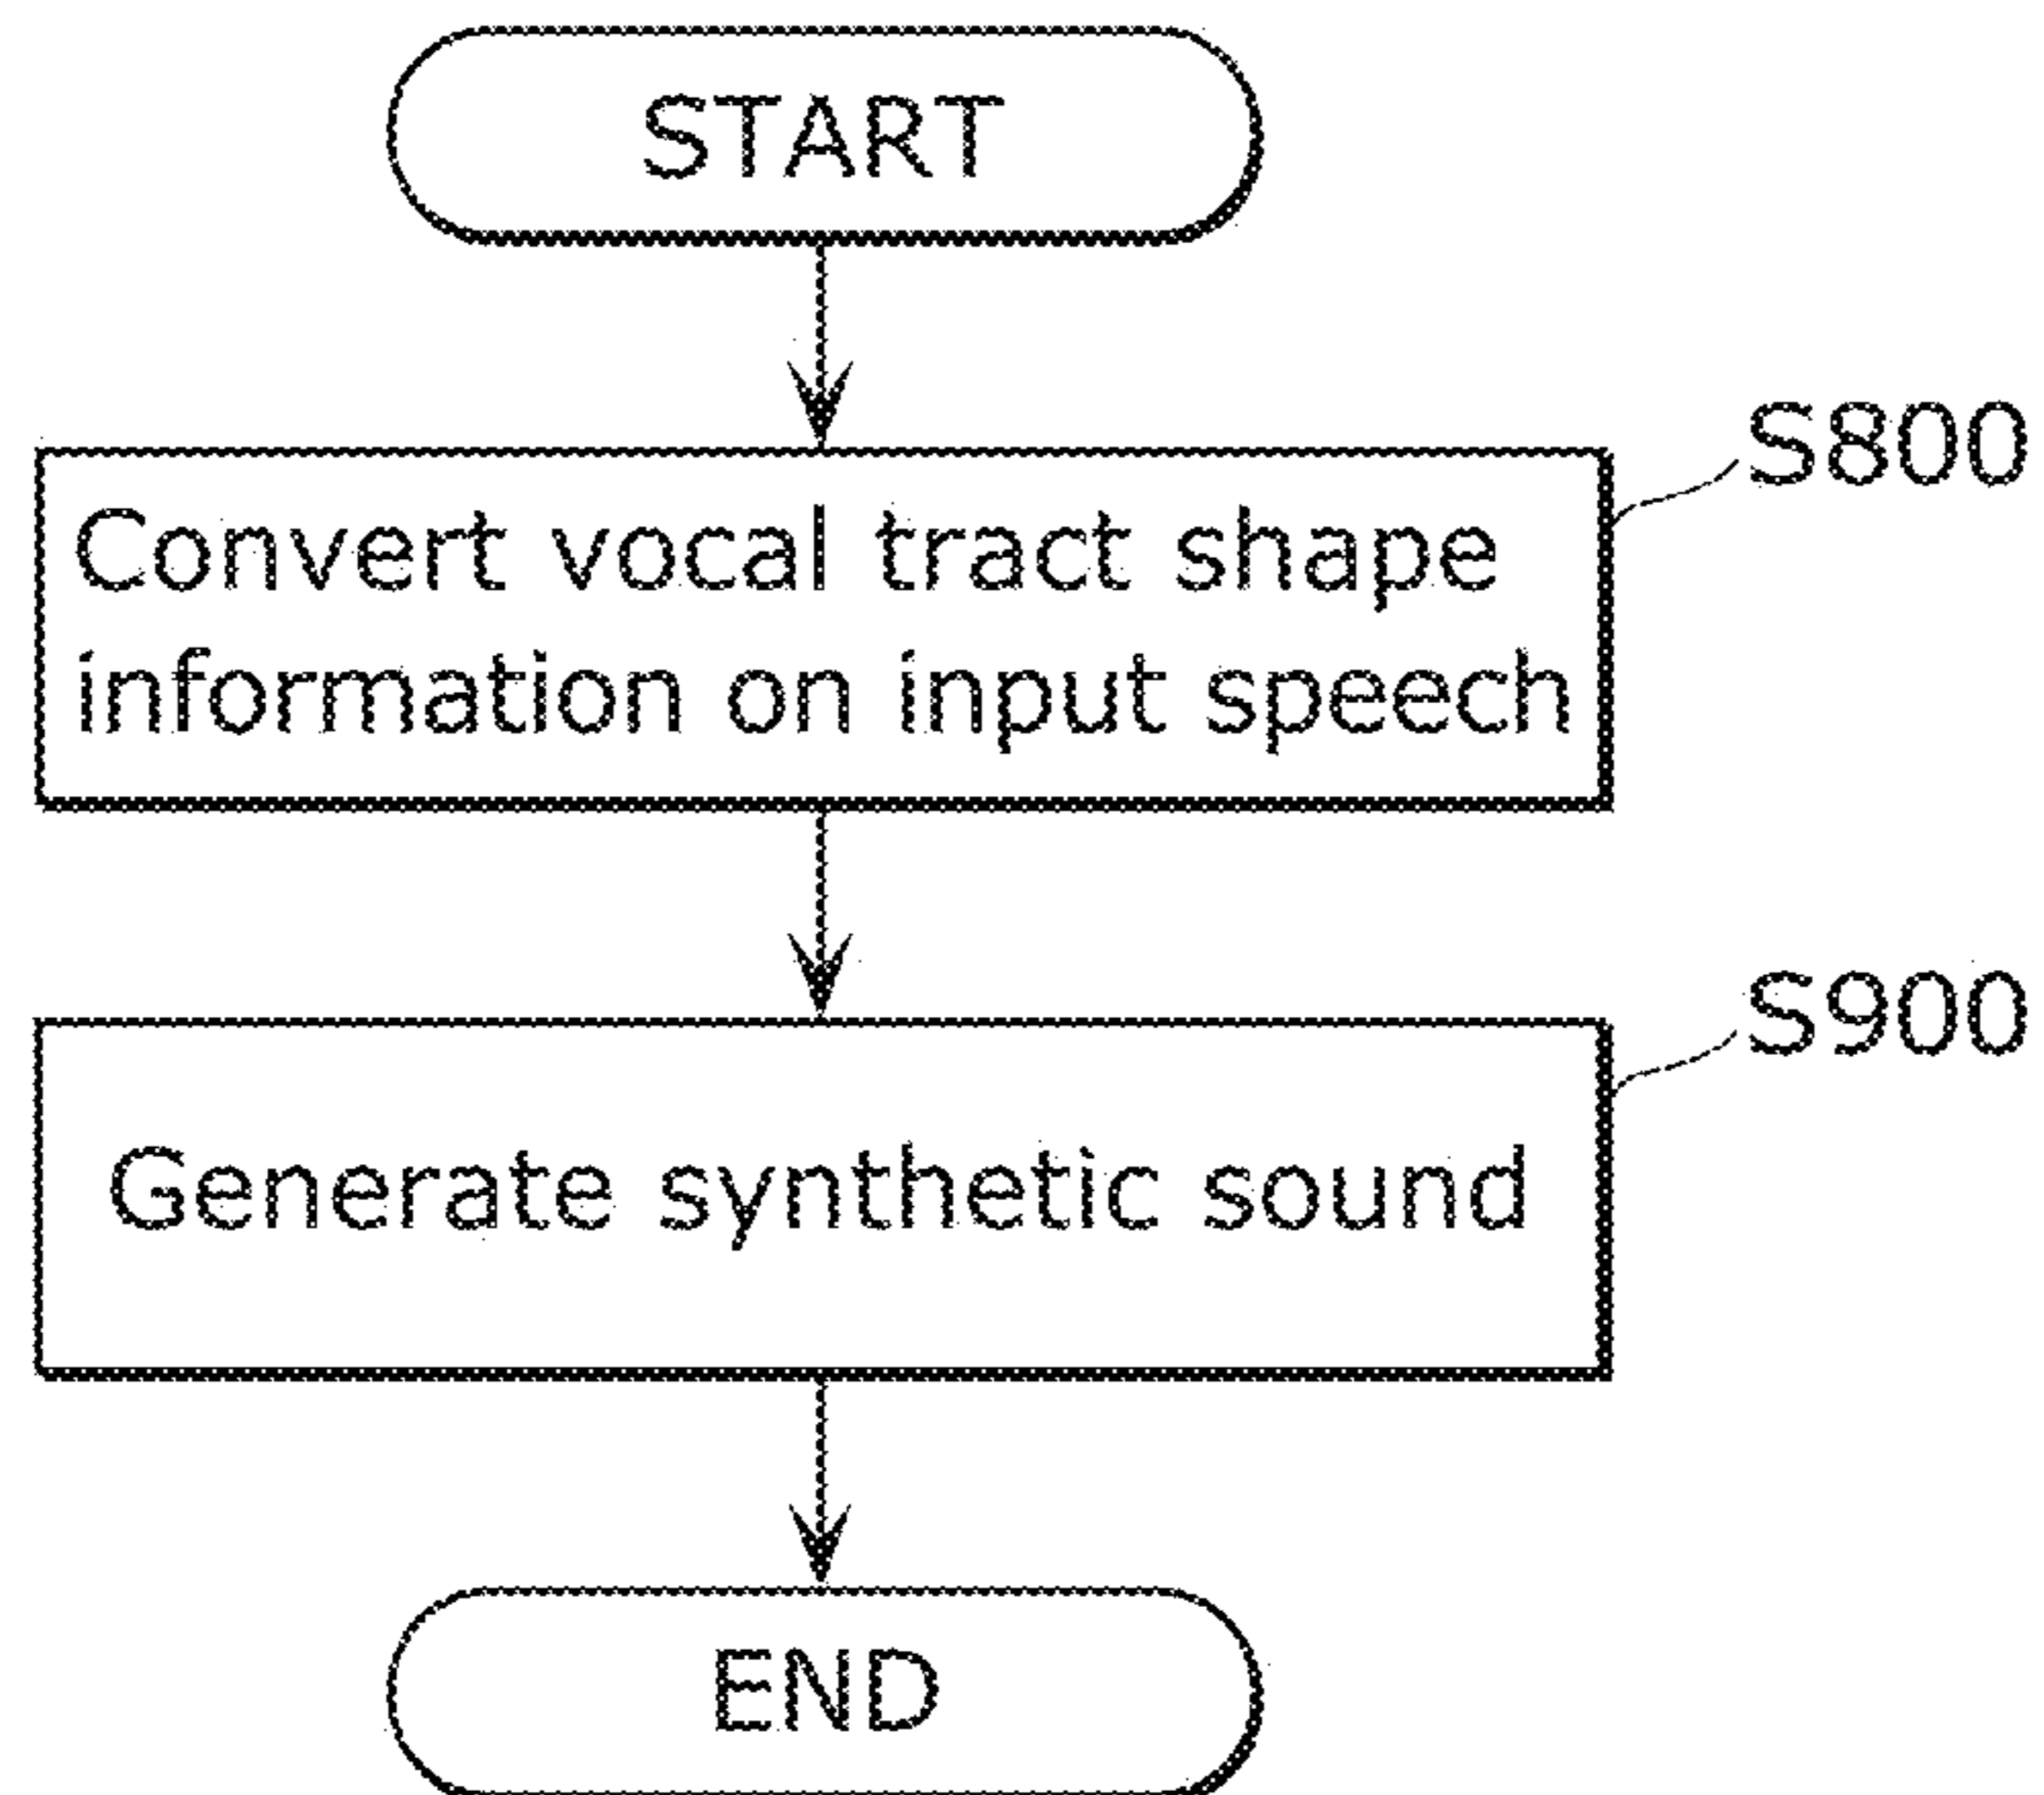 START
S800
Convert vocal tract shape
information on input speech
S900
Generate synthetic sound
END